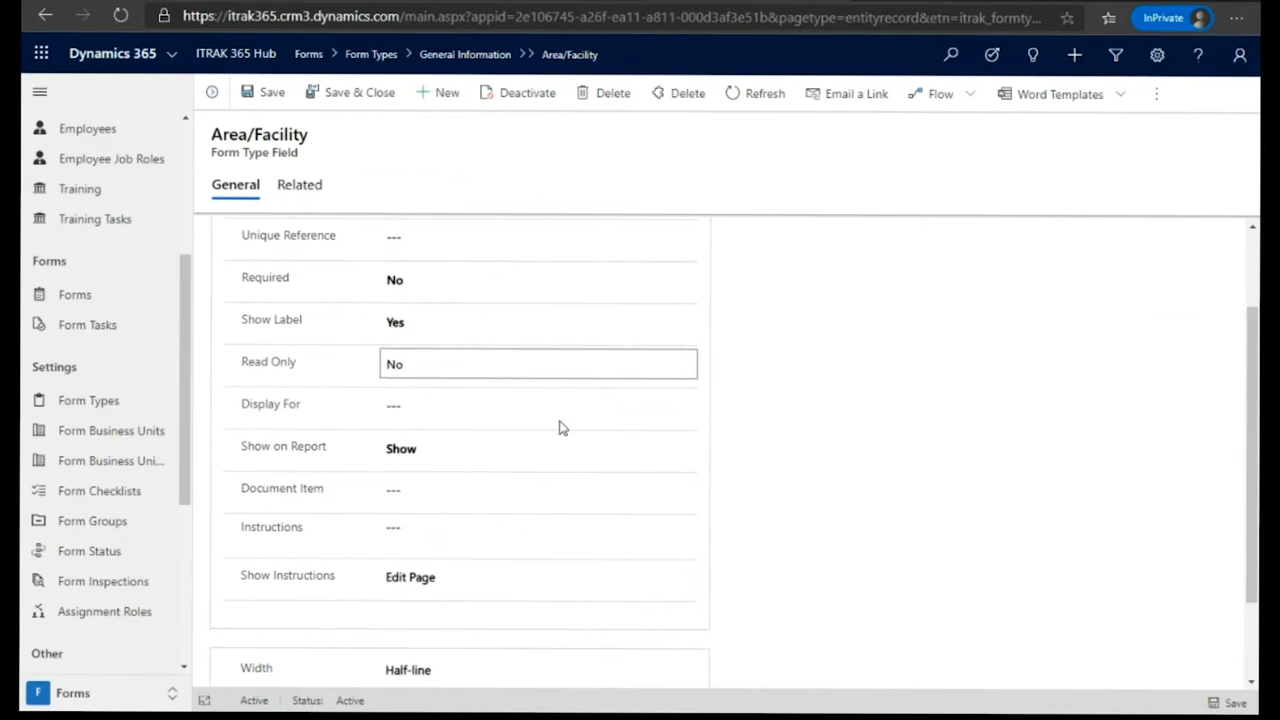 https://itrak365.crm3.dynamics.com/main.aspx?appid=2e106745-a26f-ea11-a811-000d3af3e51b&pagetype=entityrecord&etn=itrak_formty... InPrivate
Dynamics 365 ITRAK 365 Hub Forms > Form Types > General Information >> Area/Facility
Save Save & Close New Deactivate Delete Delete Refresh Email a Link Flow Word Templates
Area/Facility
Form Type Field
General Related
Employees
Employee Job Roles
Training
Training Tasks
Forms
Forms
Form Tasks
Settings
Form Types
Form Business Units
Form Business Uni...
Form Checklists
Form Groups
Form Status
Form Inspections
Assignment Roles
Other
F Forms
Unique Reference ---
Required No
Show Label Yes
Read Only No
Display For ---
Show on Report Show
Document Item ---
Instructions ---
Show Instructions Edit Page
Width Half-line
Active Status: Active Save